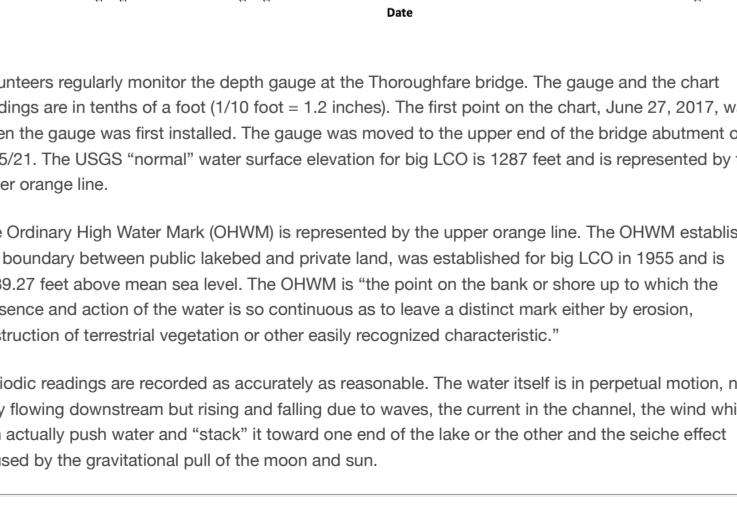 Date
unteers regularly monitor the depth gauge at the Thoroughfare bridge. The gauge and the chart
dings are in tenths of a foot (1/10 foot = 1.2 inches). The first point on the chart, June 27, 2017, w
en the gauge was first installed. The gauge was moved to the upper end of the bridge abutment o
5/21. The USGS “normal” water surface elevation for big LCO is 1287 feet and is represented by
er orange line.
e Ordinary High Water Mark (OHWM) is represented by the upper orange line. The OHWM establis
boundary between public lakebed and private land, was established for big LCO in 1955 and is
39.27 feet above mean sea level. The OHWM is “the point on the bank or shore up to which the
sence and action of the water is so continuous as to leave a distinct mark either by erosion,
truction of terrestrial vegetation or other easily recognized characteristic.”
iodic readings are recorded as accurately as reasonable. The water itself is in perpetual motion, n
y flowing downstream but rising and falling due to waves, the current in the channel, the wind whi
actually push water and “stack” it toward one end of the lake or the other and the seiche effect
sed by the gravitational pull of the moon and sun.